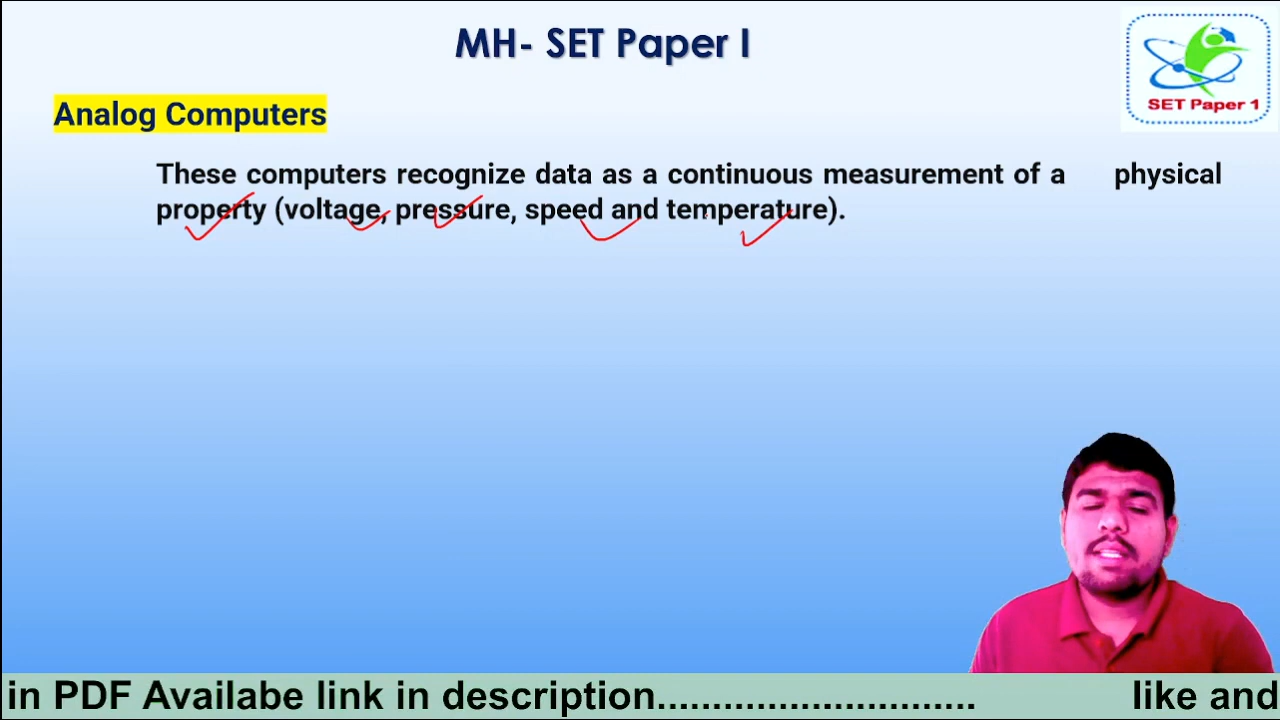 MH- SET Paper I
SET Paper 1
Analog Computers
These computers recognize data as a continuous measurement of a physical
property (voltage, pressure, speed and temperature).
in PDF Availabe link in description............................. like and